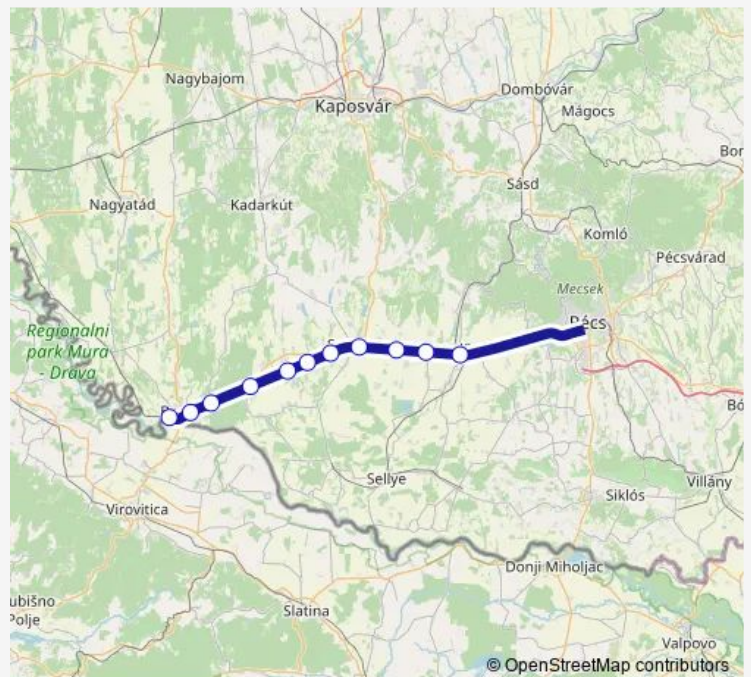 Nagybajom
Dombóvár
Kaposvár
Mágocs
Bor
Sásd
Nagyatád
Kadarkút
Komló
Pécsvárad
Mecsek
Regionalni
park Mura
- Drava
Pécs
Bó
Sellye
Villány
Siklós
Virovitica
Donji Miholjac
ubišno
Polje
Slatina
Valpovo
© OpenStreetMap contributors